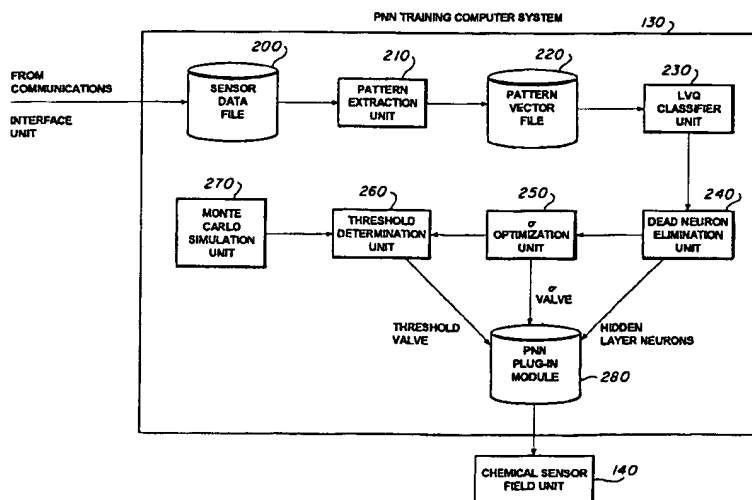 PNN TRAINING COMPUTER SYSTEM
130
FROM
COMMUNICATIONS
INTERFACE
UNIT
200
SENSOR
DATA
FILE
210
PATTERN
EXTRACTION
UNIT
220
PATTERN
VECTOR
FILE
230
LVQ
CLASSIFIER
UNIT
270
MONTE
CARLO
SIMULATION
UNIT
260
THRESHOLD
DETERMINATION
UNIT
250
σ
OPTIMIZATION
UNIT
240
DEAD NEURON
ELIMINATION
UNIT
THRESHOLD
VALVE
σ
VALVE
HIDDEN
LAYER NEURONS
PNN
PLUG-IN
MODULE
280
CHEMICAL SENSOR
FIELD UNIT
140